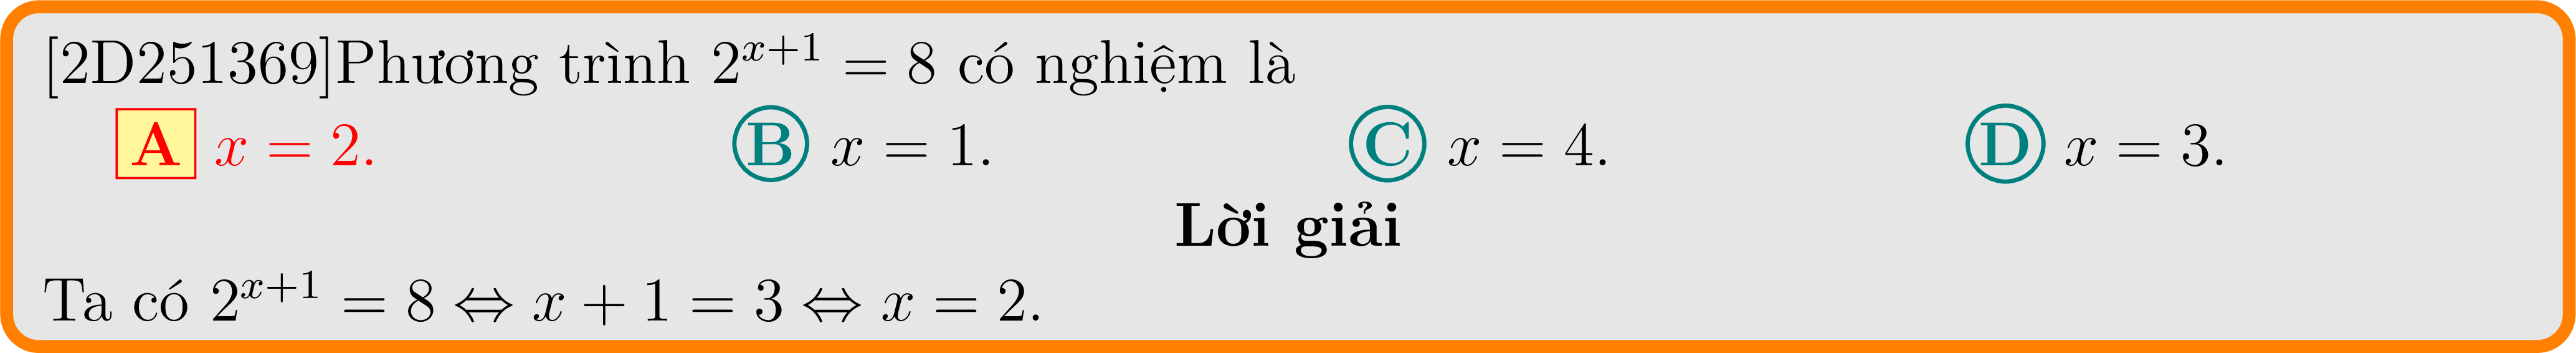 [2D251369]Phương trình $2^{x+1} = 8$ có nghiệm là
A $x = 2$. B $x = 1$. C $x = 4$. D $x = 3$.
Lời giải
Ta có $2^{x+1} = 8 \Leftrightarrow x + 1 = 3 \Leftrightarrow x = 2$.